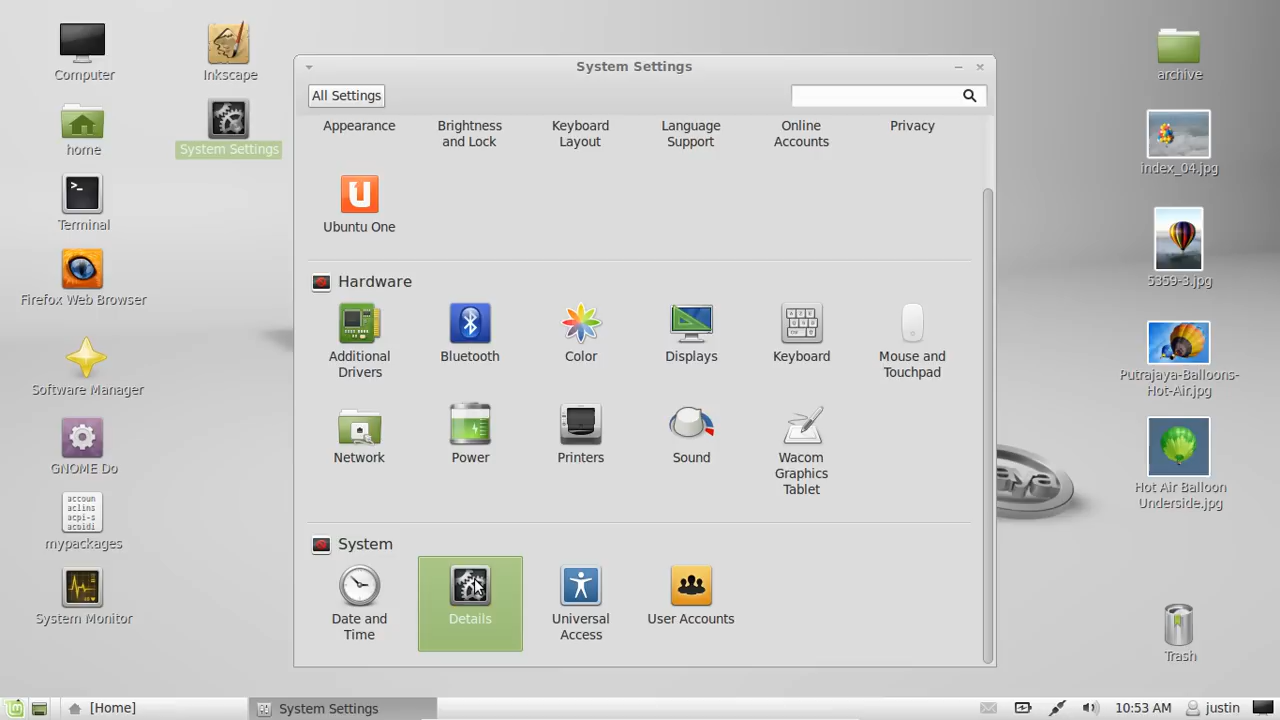 Computer
Inkscape
home
System Settings
Terminal
Firefox Web Browser
Software Manager
GNOME Do
accoun
aclins
acpi-s
acpidi
mypackages
System Monitor
System Settings
All Settings
Appearance
Brightness
and Lock
Keyboard
Layout
Language
Support
Online
Accounts
Privacy
Ubuntu One
Hardware
Additional
Drivers
Bluetooth
Color
Displays
Keyboard
Mouse and
Touchpad
Network
Power
Printers
Sound
Wacom
Graphics
Tablet
System
Date and
Time
Details
Universal
Access
User Accounts
archive
index_04.jpg
5359-3.jpg
Putrajaya-Balloons-
Hot-Air.jpg
Hot Air Balloon
Underside.jpg
Trash
[Home]
System Settings
10:53 AM
justin